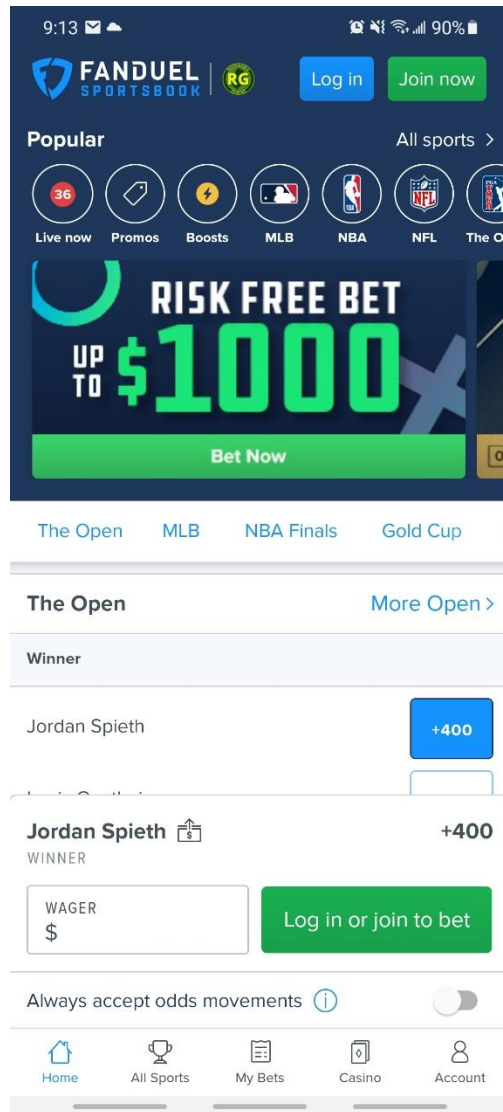 9:13 90%
FANDUEL
SPORTSBOOK
RG
Log in
Join now
Popular
All sports >
36
Live now
Promos
Boosts
MLB
NBA
NFL
The O
RISK FREE BET
UP
TO
$1000
Bet Now
The Open
MLB
NBA Finals
Gold Cup
The Open
More Open >
Winner
Jordan Spieth
+400
Jordan Spieth
+400
WINNER
WAGER
$
Log in or join to bet
Always accept odds movements
Home
All Sports
My Bets
Casino
Account